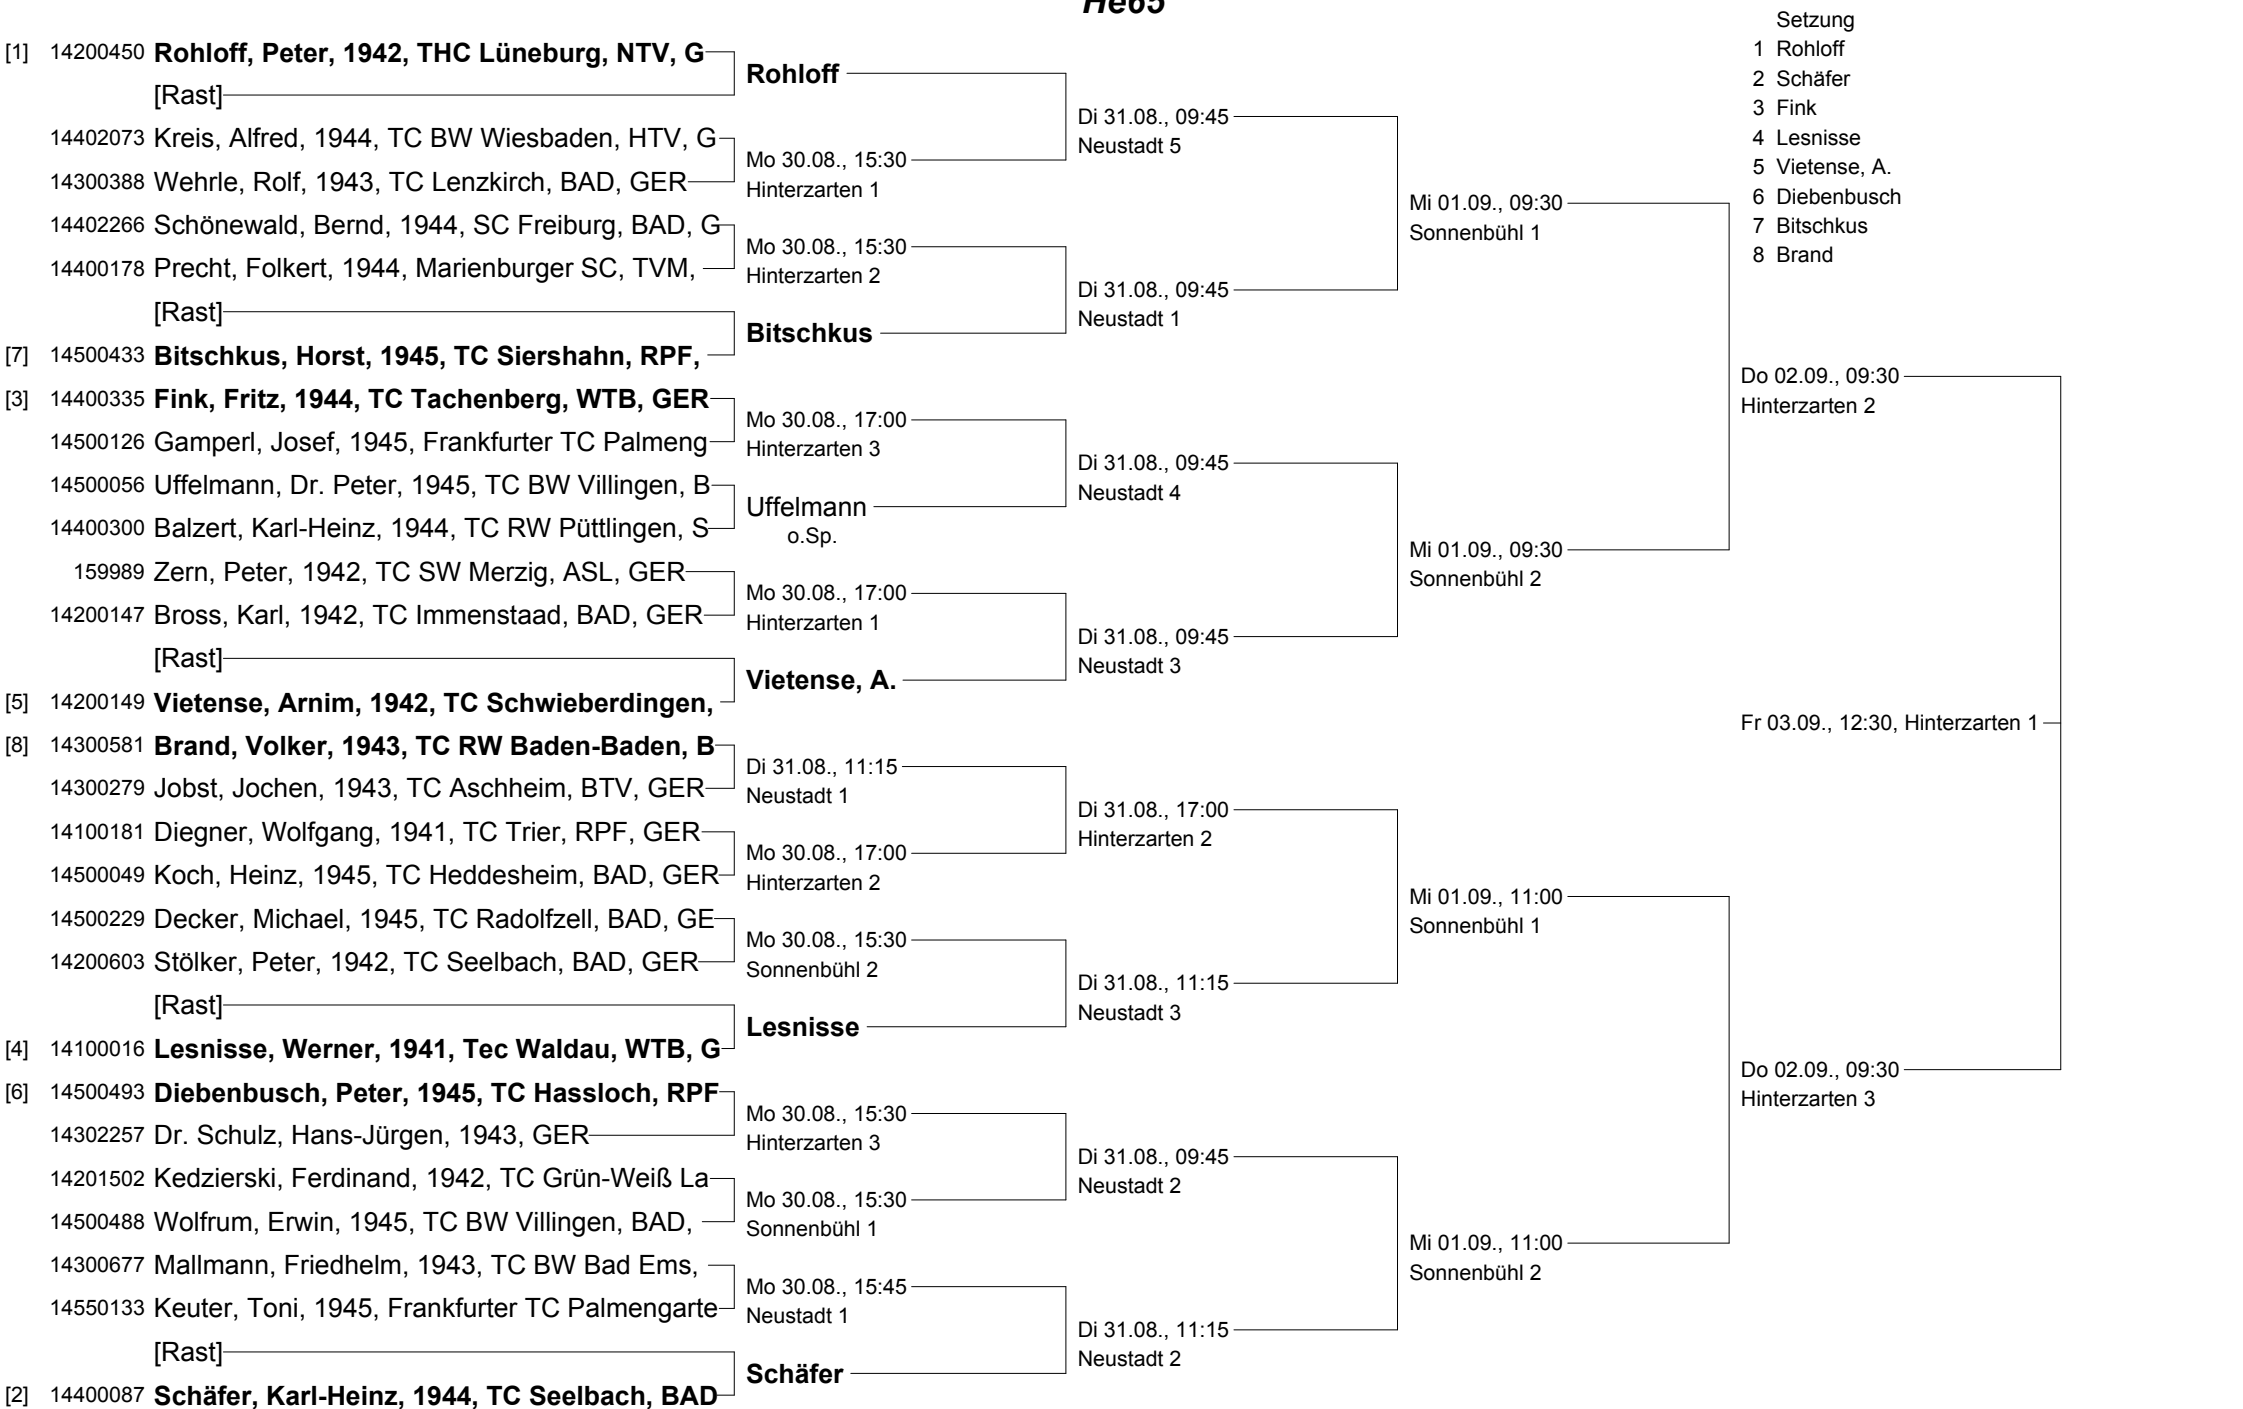 He65
[1] 14200450 Rohloff, Peter, 1942, THC Lüneburg, NTV, G
[Rast]
14402073 Kreis, Alfred, 1944, TC BW Wiesbaden, HTV, G
14300388 Wehrle, Rolf, 1943, TC Lenzkirch, BAD, GER
14402266 Schönewald, Bernd, 1944, SC Freiburg, BAD, G
14400178 Precht, Folkert, 1944, Marienburger SC, TVM,
[Rast]
[7] 14500433 Bitschkus, Horst, 1945, TC Siershahn, RPF,
[3] 14400335 Fink, Fritz, 1944, TC Tachenberg, WTB, GER
14500126 Gamperl, Josef, 1945, Frankfurter TC Palmeng
14500056 Uffelmann, Dr. Peter, 1945, TC BW Villingen, B
14400300 Balzert, Karl-Heinz, 1944, TC RW Püttlingen, S
159989 Zern, Peter, 1942, TC SW Merzig, ASL, GER
14200147 Bross, Karl, 1942, TC Immenstaad, BAD, GER
[Rast]
[5] 14200149 Vietense, Arnim, 1942, TC Schwieberdingen,
[8] 14300581 Brand, Volker, 1943, TC RW Baden-Baden, B
14300279 Jobst, Jochen, 1943, TC Aschheim, BTV, GER
14100181 Diegner, Wolfgang, 1941, TC Trier, RPF, GER
14500049 Koch, Heinz, 1945, TC Heddesheim, BAD, GER
14500229 Decker, Michael, 1945, TC Radolfzell, BAD, GE
14200603 Stölker, Peter, 1942, TC Seelbach, BAD, GER
[Rast]
[4] 14100016 Lesnisse, Werner, 1941, Tec Waldau, WTB, G
[6] 14500493 Diebenbusch, Peter, 1945, TC Hassloch, RPF
14302257 Dr. Schulz, Hans-Jürgen, 1943, GER
14201502 Kedzierski, Ferdinand, 1942, TC Grün-Weiß La
14500488 Wolfrum, Erwin, 1945, TC BW Villingen, BAD,
14300677 Mallmann, Friedhelm, 1943, TC BW Bad Ems,
14550133 Keuter, Toni, 1945, Frankfurter TC Palmengarte
[Rast]
[2] 14400087 Schäfer, Karl-Heinz, 1944, TC Seelbach, BAD
Rohloff
Mo 30.08., 15:30
Hinterzarten 1
Mo 30.08., 15:30
Hinterzarten 2
Bitschkus
Mo 30.08., 17:00
Hinterzarten 3
Uffelmann
o.Sp.
Mo 30.08., 17:00
Hinterzarten 1
Vietense, A.
Di 31.08., 11:15
Neustadt 1
Mo 30.08., 17:00
Hinterzarten 2
Mo 30.08., 15:30
Sonnenbühl 2
Lesnisse
Mo 30.08., 15:30
Hinterzarten 3
Mo 30.08., 15:30
Sonnenbühl 1
Mo 30.08., 15:45
Neustadt 1
Schäfer
Di 31.08., 09:45
Neustadt 5
Di 31.08., 09:45
Neustadt 1
Di 31.08., 09:45
Neustadt 4
Di 31.08., 09:45
Neustadt 3
Di 31.08., 17:00
Hinterzarten 2
Di 31.08., 11:15
Neustadt 3
Di 31.08., 09:45
Neustadt 2
Di 31.08., 11:15
Neustadt 2
Mi 01.09., 09:30
Sonnenbühl 1
Mi 01.09., 09:30
Sonnenbühl 2
Mi 01.09., 11:00
Sonnenbühl 1
Mi 01.09., 11:00
Sonnenbühl 2
Setzung
1 Rohloff
2 Schäfer
3 Fink
4 Lesnisse
5 Vietense, A.
6 Diebenbusch
7 Bitschkus
8 Brand
Do 02.09., 09:30
Hinterzarten 2
Fr 03.09., 12:30, Hinterzarten 1
Do 02.09., 09:30
Hinterzarten 3